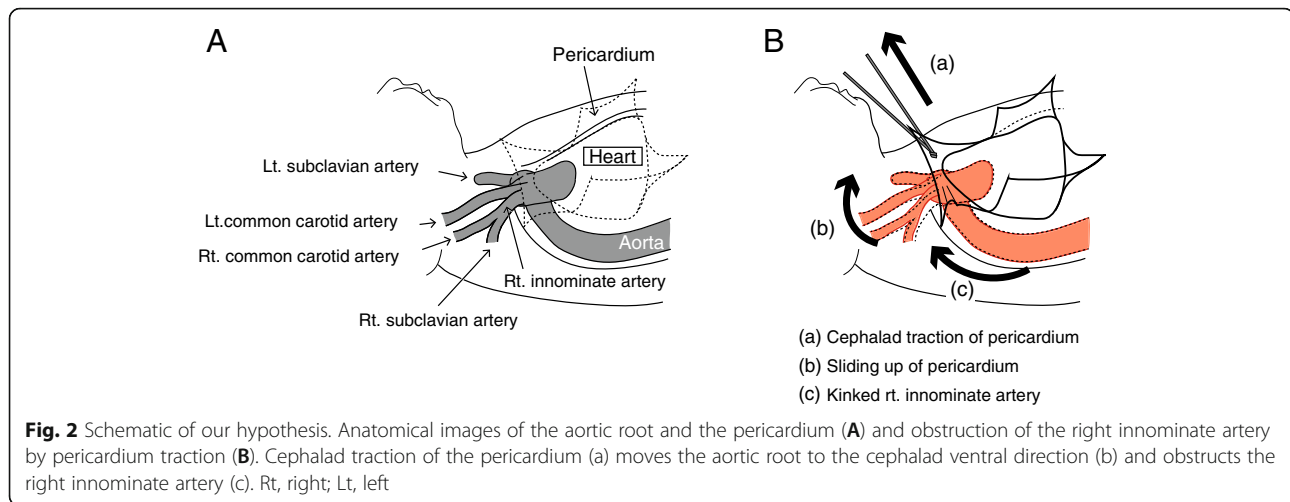 A
Pericardium
Heart
Lt. subclavian artery
Lt.common carotid artery
Aorta
Rt. common carotid artery
Rt. innominate artery
Rt. subclavian artery
B
(a)
(b)
(c)
(a) Cephalad traction of pericardium
(b) Sliding up of pericardium
(c) Kinked rt. innominate artery
Fig. 2 Schematic of our hypothesis. Anatomical images of the aortic root and the pericardium (A) and obstruction of the right innominate artery
by pericardium traction (B). Cephalad traction of the pericardium (a) moves the aortic root to the cephalad ventral direction (b) and obstructs the
right innominate artery (c). Rt, right; Lt, left